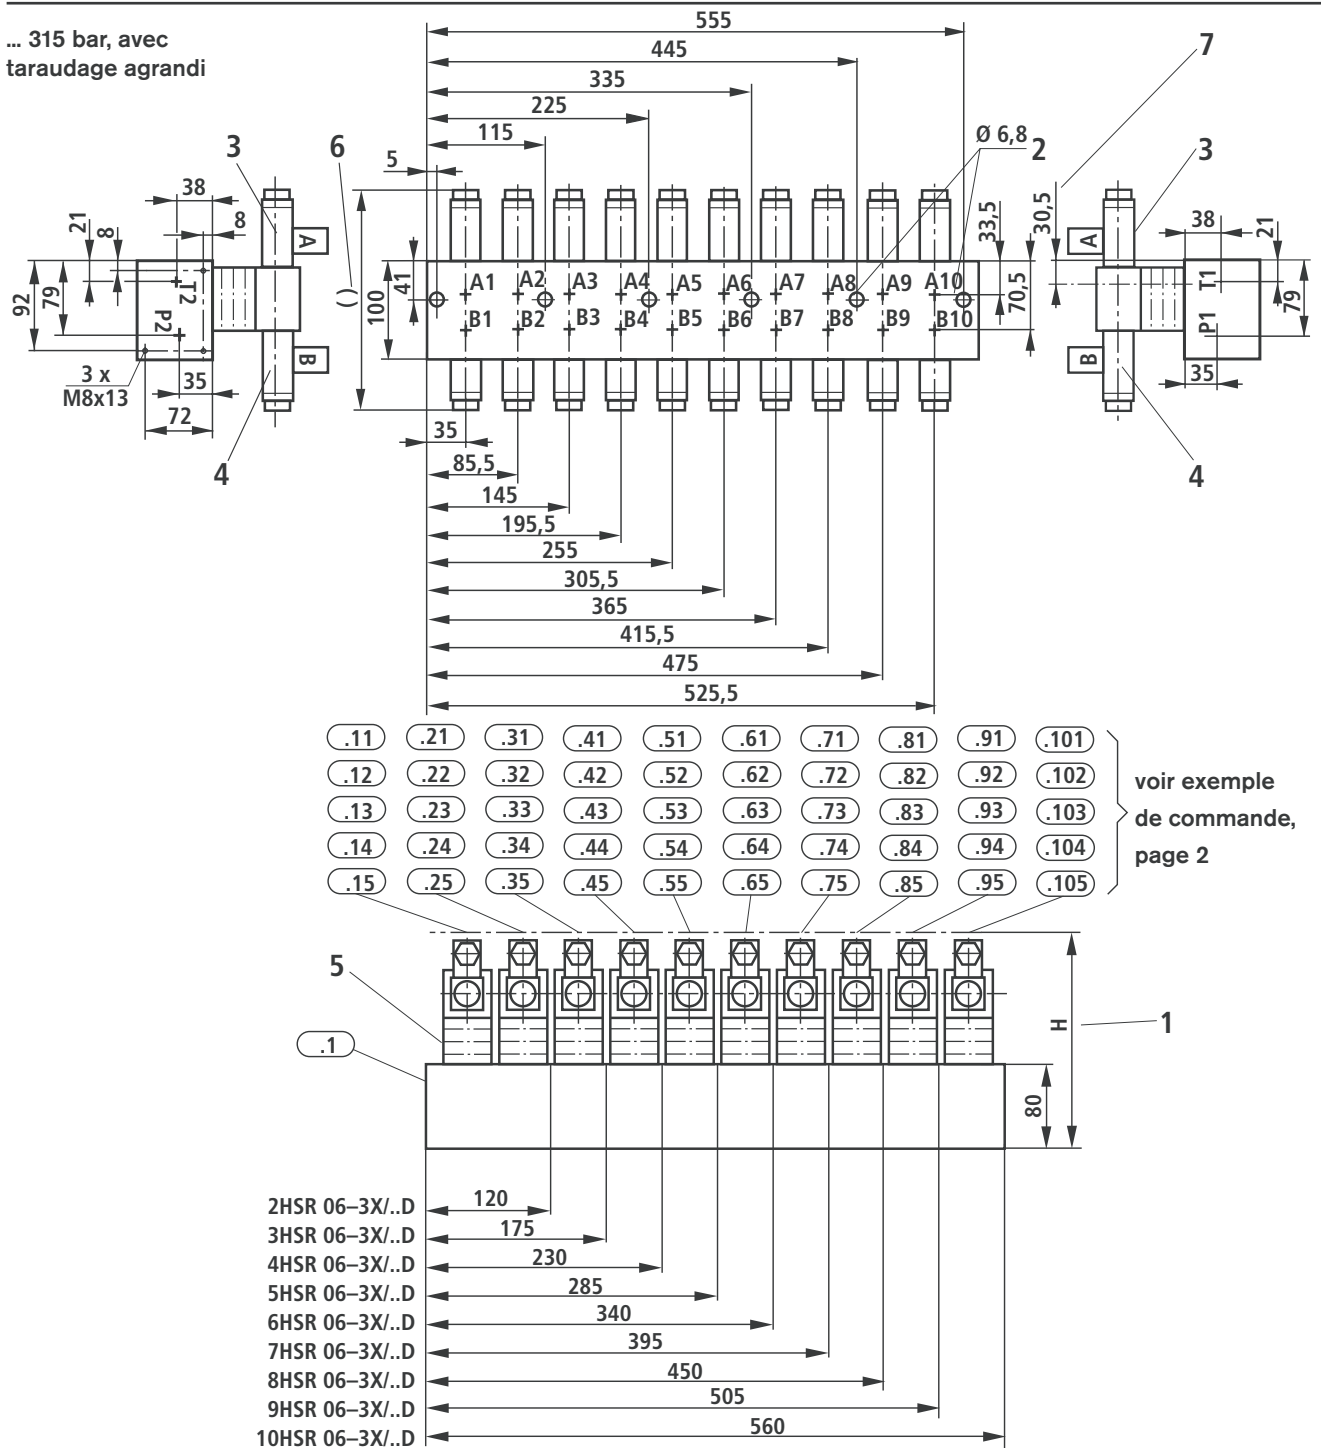 ... 315 bar, avec
taraudage agrandi
555
445
335
225
115
5
7
Ø 6,8
2
3
6
3
38
8
21
8
92
79
T2
P2
A
B
3 x
M8x13
35
72
4
( )
100
41
A1 A2 A3 A4 A5 A6 A7 A8 A9 A10
B1 B2 B3 B4 B5 B6 B7 B8 B9 B10
33,5
70,5
30,5
38
21
79
A
B
T1
P1
35
4
35
85,5
145
195,5
255
305,5
365
415,5
475
525,5
.11 .21 .31 .41 .51 .61 .71 .81 .91 .101
.12 .22 .32 .42 .52 .62 .72 .82 .92 .102
.13 .23 .33 .43 .53 .63 .73 .83 .93 .103
.14 .24 .34 .44 .54 .64 .74 .84 .94 .104
.15 .25 .35 .45 .55 .65 .75 .85 .95 .105
voir exemple
de commande,
page 2
5
.1
H
1
80
2HSR 06–3X/..D 120
3HSR 06–3X/..D 175
4HSR 06–3X/..D 230
5HSR 06–3X/..D 285
6HSR 06–3X/..D 340
7HSR 06–3X/..D 395
8HSR 06–3X/..D 450
9HSR 06–3X/..D 505
10HSR 06–3X/..D 560